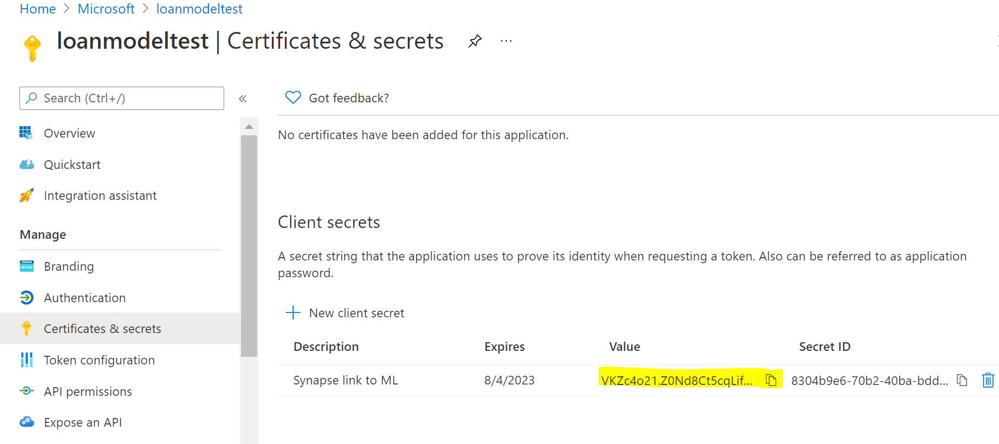 Home > Microsoft > loanmodeltest
loanmodeltest | Certificates & secrets ...
Search (Ctrl+/) «
Overview
Quickstart
Integration assistant
Manage
Branding
Authentication
Certificates & secrets
Token configuration
API permissions
Expose an API
Got feedback?
No certificates have been added for this application.
Client secrets
A secret string that the application uses to prove its identity when requesting a token. Also can be referred to as application
password.
New client secret
Description Expires Value Secret ID
Synapse link to ML 8/4/2023 VKZc4o21.Z0Nd8Ct5cqLif... 8304b9e6-70b2-40ba-bdd...